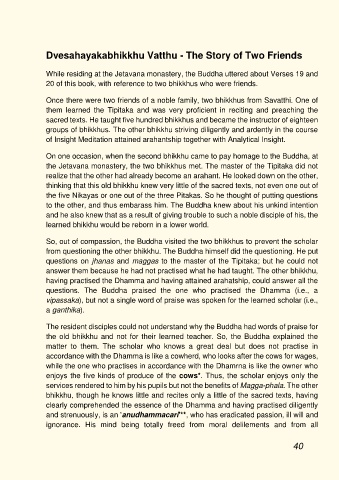 Dvesahayakabhikkhu Vatthu - The Story of Two Friends
While residing at the Jetavana monastery, the Buddha uttered about Verses 19 and
20 of this book, with reference to two bhikkhus who were friends.
Once there were two friends of a noble family, two bhikkhus from Savatthi. One of
them learned the Tipitaka and was very proficient in reciting and preaching the
sacred texts. He taught five hundred bhikkhus and became the instructor of eighteen
groups of bhikkhus. The other bhikkhu striving diligently and ardently in the course
of Insight Meditation attained arahantship together with Analytical Insight.
On one occasion, when the second bhikkhu came to pay homage to the Buddha, at
the Jetavana monastery, the two bhikkhus met. The master of the Tipitaka did not
realize that the other had already become an arahant. He looked down on the other,
thinking that this old bhikkhu knew very little of the sacred texts, not even one out of
the five Nikayas or one out of the three Pitakas. So he thought of putting questions
to the other, and thus embarass him. The Buddha knew about his unkind intention
and he also knew that as a result of giving trouble to such a noble disciple of his, the
learned bhikkhu would be reborn in a lower world.
So, out of compassion, the Buddha visited the two bhikkhus to prevent the scholar
from questioning the other bhikkhu. The Buddha himself did the questioning. He put
questions on jhanas and maggas to the master of the Tipitaka; but he could not
answer them because he had not practised what he had taught. The other bhikkhu,
having practised the Dhamma and having attained arahatship, could answer all the
questions. The Buddha praised the one who practised the Dhamma (i.e., a
vipassaka), but not a single word of praise was spoken for the learned scholar (i.e.,
a ganthika).
The resident disciples could not understand why the Buddha had words of praise for
the old bhikkhu and not for their learned teacher. So, the Buddha explained the
matter to them. The scholar who knows a great deal but does not practise in
accordance with the Dhamma is like a cowherd, who looks after the cows for wages,
while the one who practises in accordance with the Dhamma is like the owner who
enjoys the five kinds of produce of the cows*. Thus, the scholar enjoys only the
services rendered to him by his pupils but not the benefits of Magga-phala. The other
bhikkhu, though he knows little and recites only a little of the sacred texts, having
clearly comprehended the essence of the Dhamma and having practised diligently
and strenuously, is an 'anudhammacari'**, who has eradicated passion, ill will and
ignorance. His mind being totally freed from moral delilements and from all
40